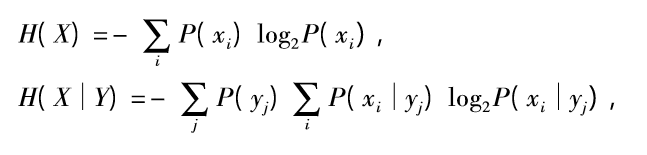 H( X) =- ∑_i P( x_i) log_2 P( x_i) ,
H( X | Y) =- ∑_j P( y_j) ∑_i P( x_i | y_j) log_2 P( x_i | y_j) ,